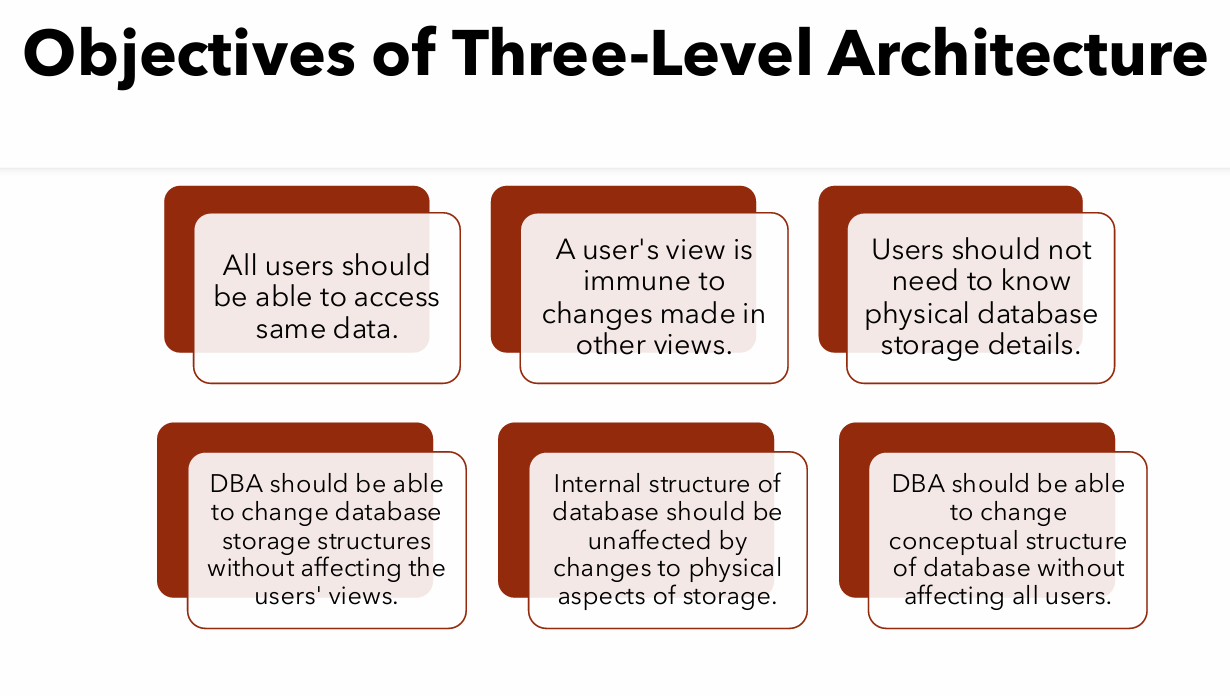 Objectives of Three-Level Architecture
All users should
be able to access
same data.
A user's view is
immune to
changes made in
other views.
Users should not
need to know
physical database
storage details.
DBA should be able
to change database
storage structures
without affecting the
users' views.
Internal structure of
database should be
unaffected by
changes to physical
aspects of storage.
DBA should be able
to change
conceptual structure
of database without
affecting all users.